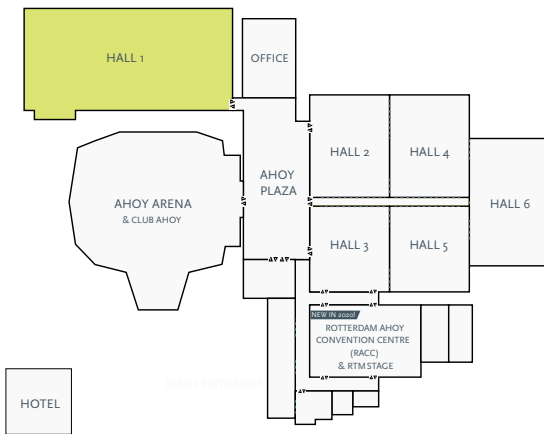 HALL 1
OFFICE
HALL 2
HALL 4
AHOY
PLAZA
AHOY ARENA
& CLUB AHOY
HALL 6
HALL 3
HALL 5
NEW IN 2020!
ROTTERDAM AHOY
CONVENTION CENTRE
(RACC)
& RTM STAGE
MAIN ENTRANCE
HOTEL